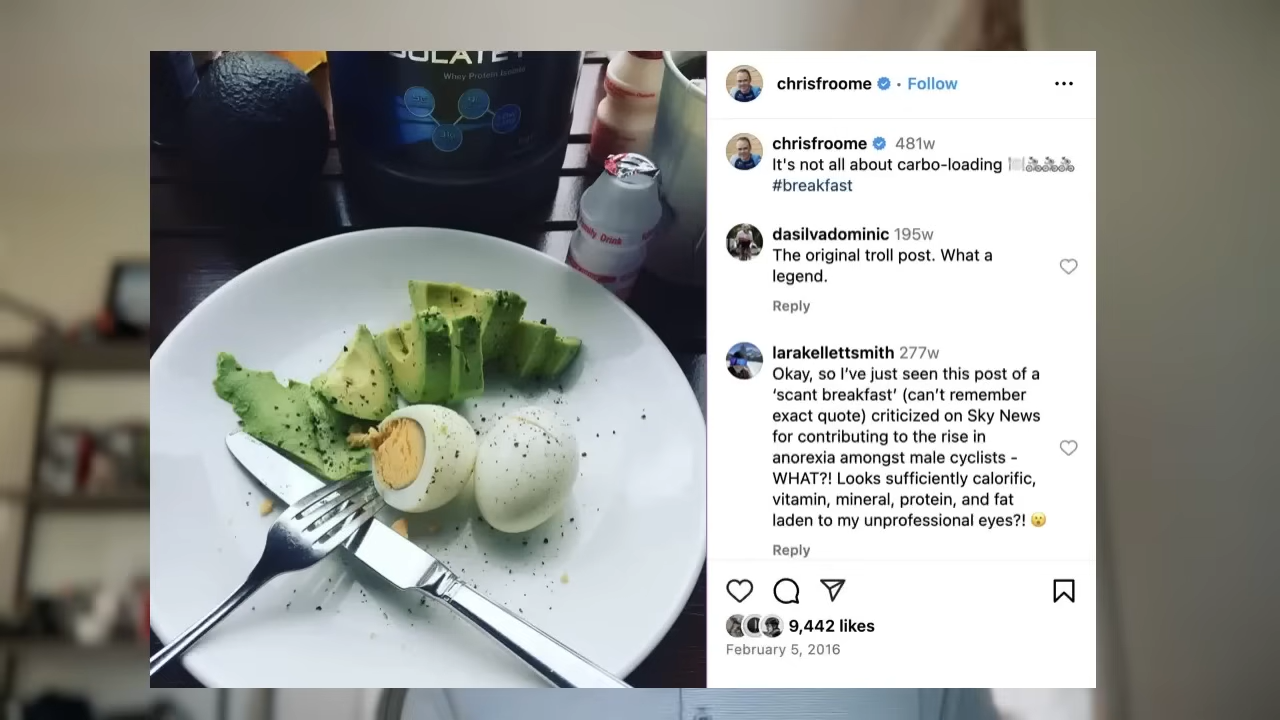 Whey Protein Isolate
Drink
chrisfroome • Follow
chrisfroome 481w
It's not all about carbo-loading 🍽️🚴🚴🚴
#breakfast
dasilvadominic 195w
The original troll post. What a
legend.
Reply
larakellettsmith 277w
Okay, so I've just seen this post of a
‘scant breakfast’ (can't remember
exact quote) criticized on Sky News
for contributing to the rise in
anorexia amongst male cyclists -
WHAT?! Looks sufficiently calorific,
vitamin, mineral, protein, and fat
laden to my unprofessional eyes?! 😮
Reply
9,442 likes
February 5, 2016